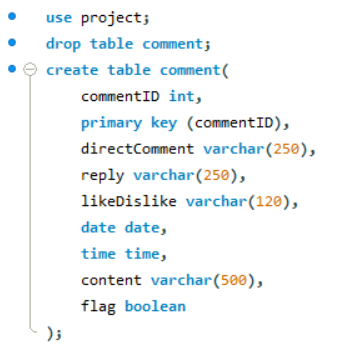 use project;
drop table comment;
create table comment(
commentID int,
primary key (commentID),
directComment varchar(250),
reply varchar(250),
likeDislike varchar(120),
date date,
time time,
content varchar(500),
flag boolean
);